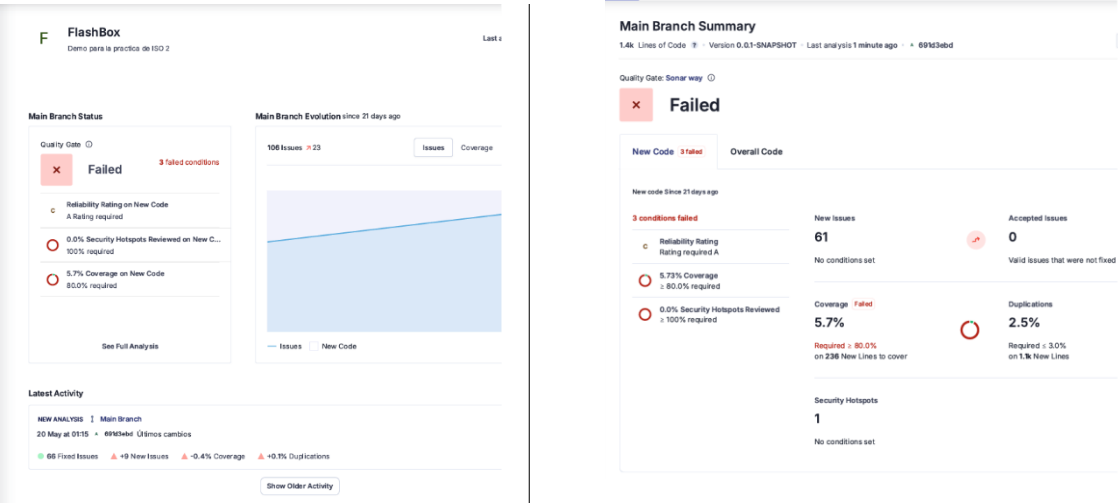 F
FlashBox
Demo para la practica de ISO 2
Last a
Main Branch Status
Quality Gate
Failed
3 failed conditions
C
Reliability Rating on New Code
A Rating required
0.0% Security Hotspots Reviewed on New C...
100% required
5.7% Coverage on New Code
80.0% required
See Full Analysis
Main Branch Evolution since 21 days ago
106 Issues 23
Issues
Coverage
Issues
New Code
Latest Activity
NEW ANALYSIS Main Branch
20 May at 01:15 691d3ebd Últimos cambios
66 Fixed Issues +9 New Issues -0.4% Coverage +0.1% Duplications
Show Older Activity
Main Branch Summary
1.4k Lines of Code ? · Version 0.0.1-SNAPSHOT · Last analysis 1 minute ago · 691d3ebd
Quality Gate: Sonar way
Failed
New Code 3 failed
Overall Code
New code Since 21 days ago
3 conditions failed
C
Reliability Rating
Rating required A
5.73% Coverage
≥ 80.0% required
0.0% Security Hotspots Reviewed
≥ 100% required
New Issues
61
No conditions set
Accepted Issues
0
Valid issues that were not fixed
Coverage Failed
5.7%
Required ≥ 80.0%
on 236 New Lines to cover
Duplications
2.5%
Required ≤ 3.0%
on 1.1k New Lines
Security Hotspots
1
No conditions set